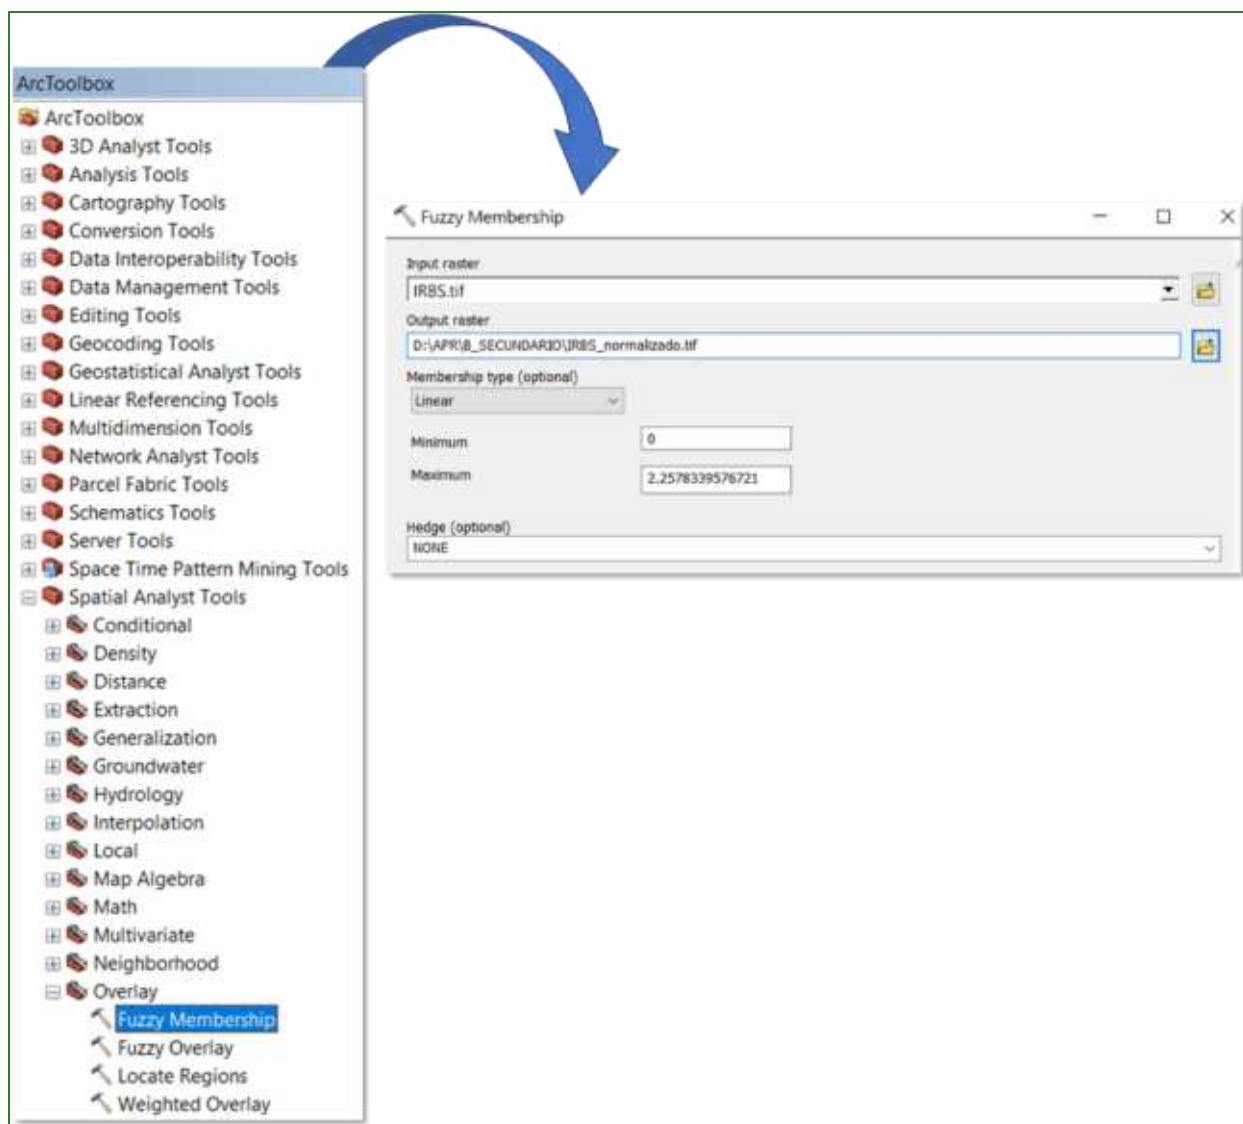 ArcToolbox
ArcToolbox
3D Analyst Tools
Analysis Tools
Cartography Tools
Conversion Tools
Data Interoperability Tools
Data Management Tools
Editing Tools
Geocoding Tools
Geostatistical Analyst Tools
Linear Referencing Tools
Multidimension Tools
Network Analyst Tools
Parcel Fabric Tools
Schematics Tools
Server Tools
Space Time Pattern Mining Tools
Spatial Analyst Tools
Conditional
Density
Distance
Extraction
Generalization
Groundwater
Hydrology
Interpolation
Local
Map Algebra
Math
Multivariate
Neighborhood
Overlay
Fuzzy Membership
Fuzzy Overlay
Locate Regions
Weighted Overlay
Fuzzy Membership
Input raster
IRBS.tif
Output raster
D:\APR\8_SECUNDARIO\IRBS_normalizado.tif
Membership type (optional)
Linear
Minimum
0
Maximum
2.2578339576721
Hedge (optional)
NONE